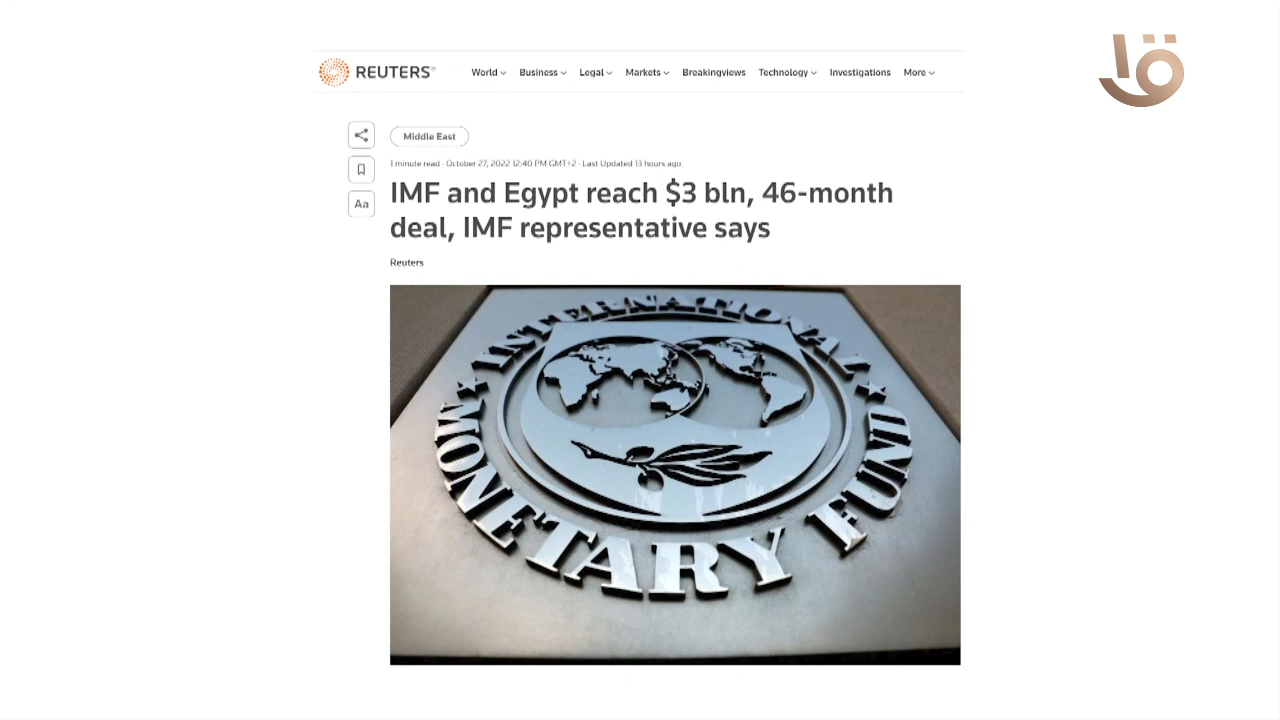 REUTERS®
World Business Legal Markets Breakingviews Technology Investigations More
Middle East
1 minute read · October 27, 2022 12:40 PM GMT+2 · Last Updated 13 hours ago
Aa
IMF and Egypt reach $3 bln, 46-month
deal, IMF representative says
Reuters
INTERNATIONAL
MONETARY FUND